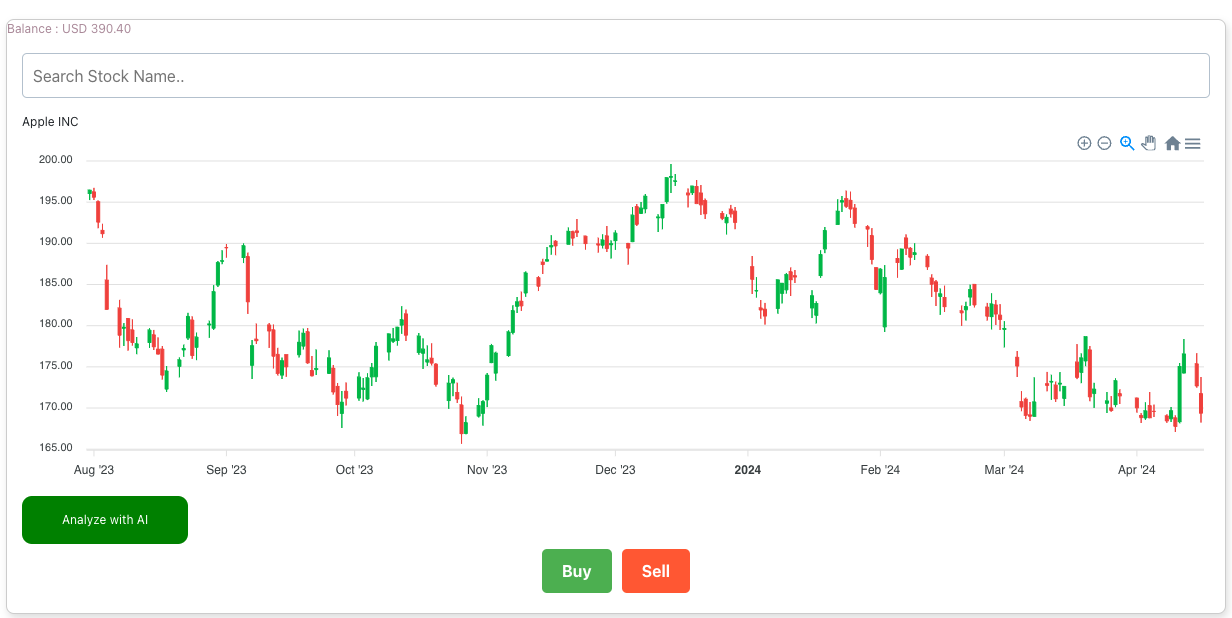 Balance : USD 390.40
Search Stock Name..
Apple INC
200.00
195.00
190.00
185.00
180.00
175.00
170.00
165.00
Aug '23 Sep '23 Oct '23 Nov '23 Dec '23 2024 Feb '24 Mar '24 Apr '24
Analyze with AI
Buy Sell